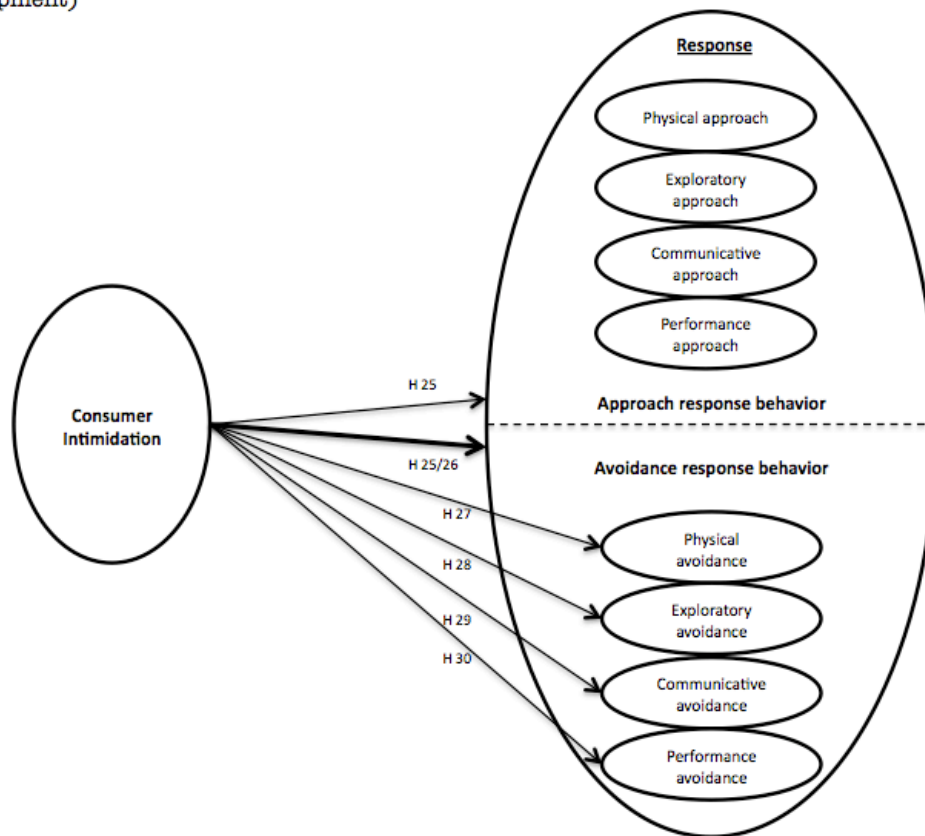 Response
Physical approach
Exploratory
approach
Communicative
approach
Performance
approach
H 25
Approach response behavior
Consumer
Intimidation
H 25/26
Avoidance response behavior
H 27
Physical
avoidance
H 28
Exploratory
avoidance
H 29
H 30
Communicative
avoidance
Performance
avoidance